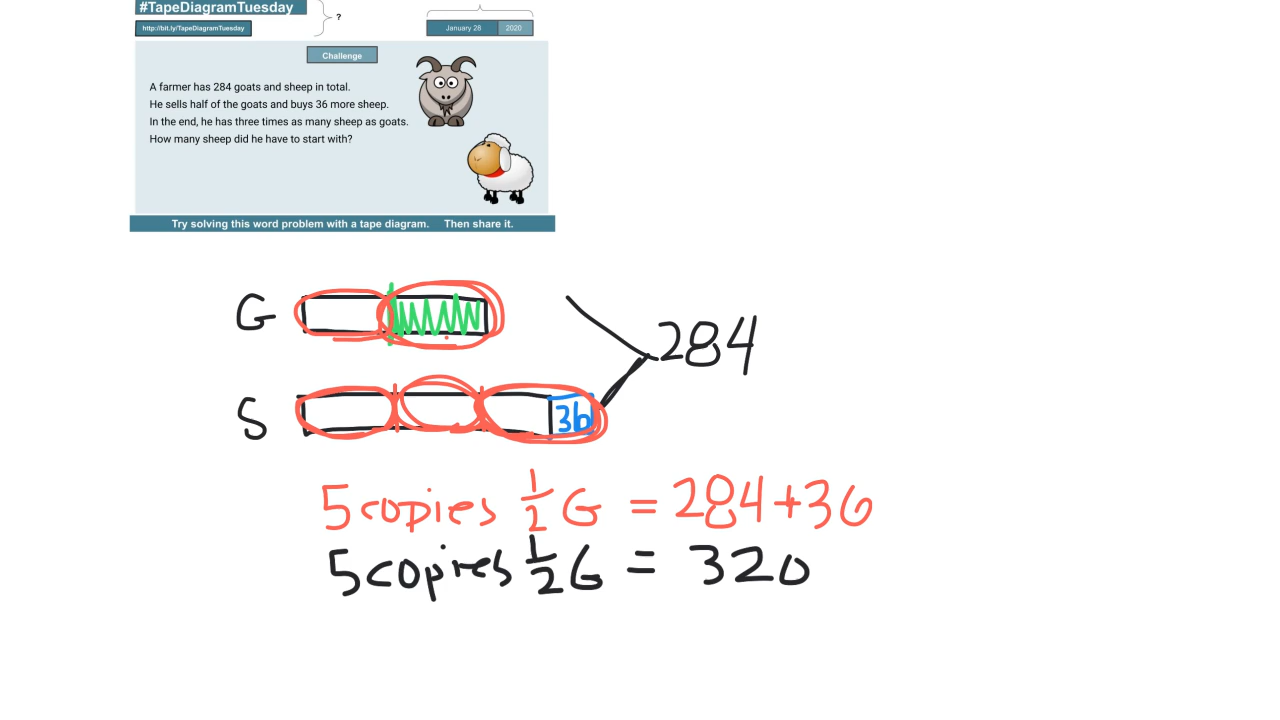 #TapeDiagramTuesday
http://bit.ly/TapeDiagramTuesday
?
January 28 2020
Challenge
A farmer has 284 goats and sheep in total.
He sells half of the goats and buys 36 more sheep.
In the end, he has three times as many sheep as goats.
How many sheep did he have to start with?
Try solving this word problem with a tape diagram. Then share it.
G
284
S
36
5 copies 1/2 G = 284+36
5 copies 1/2 G = 320